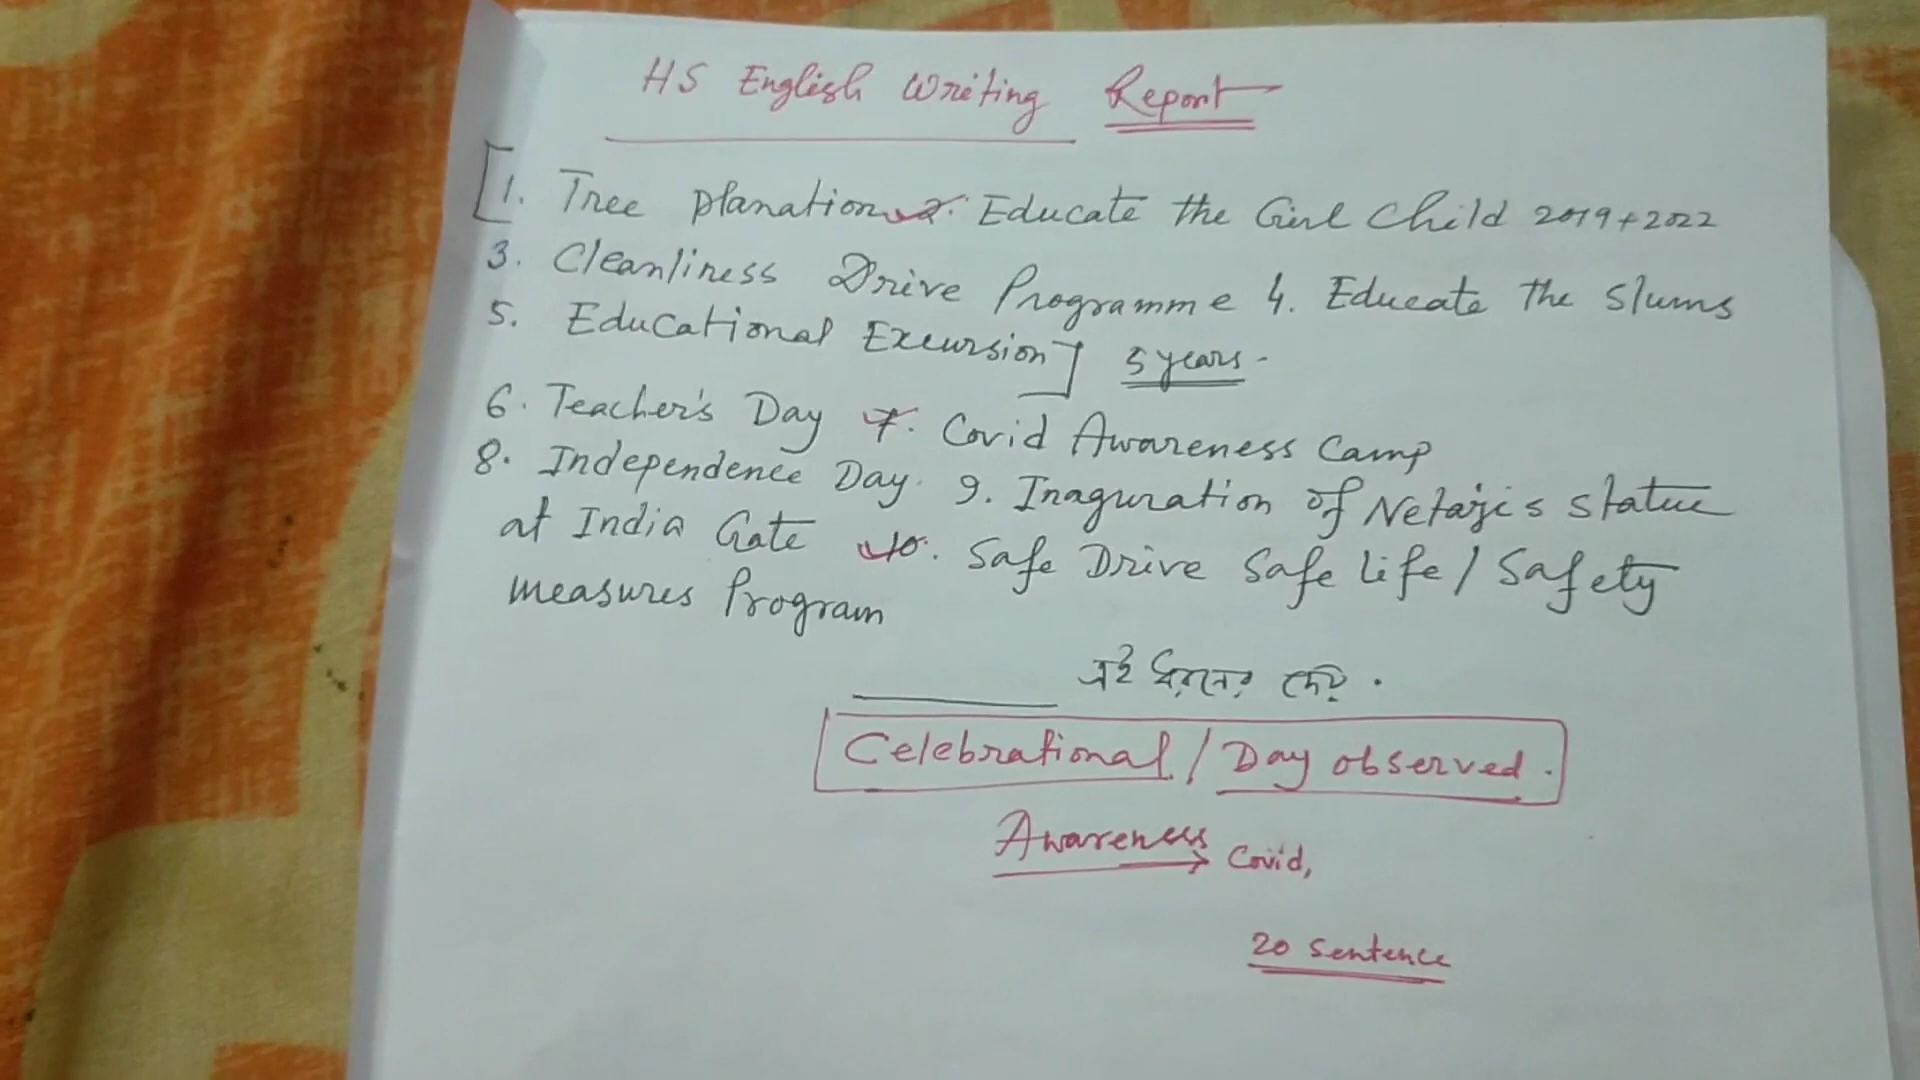 HS English Writing Report
1. Tree planation 2. Educate the Girl Child 2019+2022
3. Cleanliness Drive Programme 4. Educate the Slums
5. Educational Excursion] 5 years -
6. Teacher's Day 7. Covid Awareness Camp
8. Independence Day. 9. Inaguration of Netaji's statue
at India Gate 10. Safe Drive Safe life / Safety
measures Program
এই ধরনের
Celebrational / Day observed.
Awareness → Covid,
20 Sentence